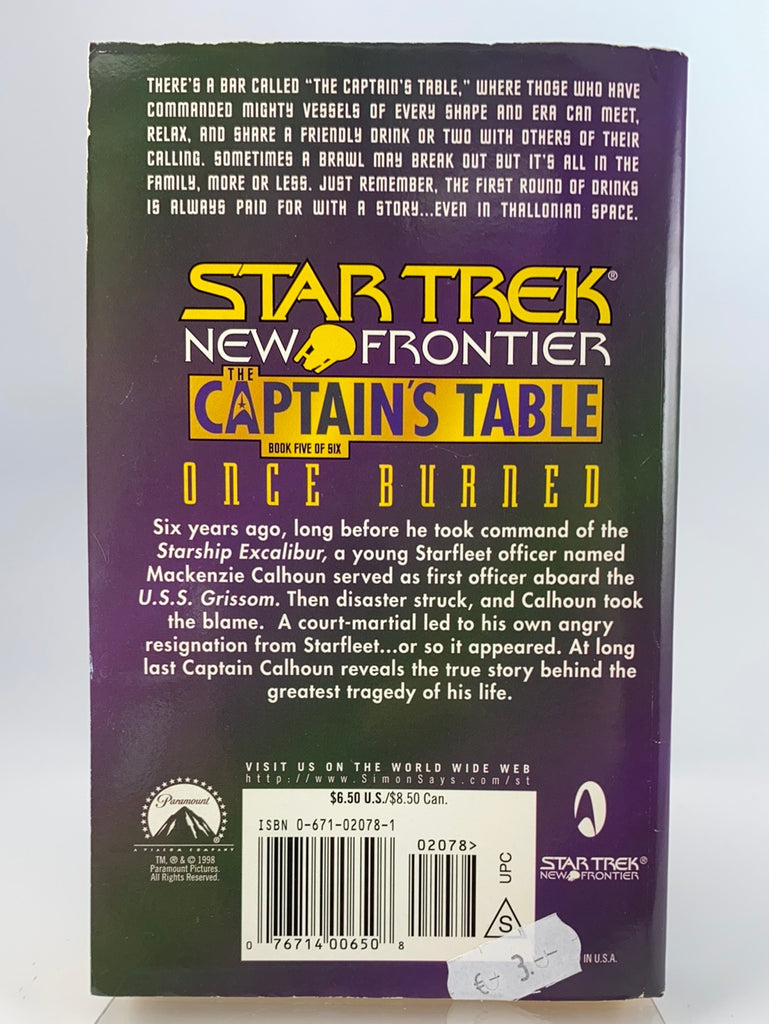 THERE'S A BAR CALLED "THE CAPTAIN'S TABLE," WHERE THOSE WHO HAVE
COMMANDED MIGHTY VESSELS OF EVERY SHAPE AND ERA CAN MEET,
RELAX, AND SHARE A FRIENDLY DRINK OR TWO WITH OTHERS OF THEIR
CALLING. SOMETIMES A BRAWL MAY BREAK OUT BUT IT'S ALL IN THE
FAMILY, MORE OR LESS. JUST REMEMBER, THE FIRST ROUND OF DRINKS
IS ALWAYS PAID FOR WITH A STORY...EVEN IN THALLONIAN SPACE.
STAR TREK®
NEW FRONTIER
THE
CAPTAIN'S TABLE
BOOK FIVE OF SIX
ONCE BURNED
Six years ago, long before he took command of the
Starship Excalibur, a young Starfleet officer named
Mackenzie Calhoun served as first officer aboard the
U.S.S. Grissom. Then disaster struck, and Calhoun took
the blame. A court-martial led to his own angry
resignation from Starfleet...or so it appeared. At long
last Captain Calhoun reveals the true story behind the
greatest tragedy of his life.
VISIT US ON THE WORLD WIDE WEB
http://www.SimonSays.com/st
Paramount
A VIACOM COMPANY
TM, ® & © 1998
Paramount Pictures.
All Rights Reserved.
$6.50 U.S./$8.50 Can.
ISBN 0-671-02078-1
02078>
0 76714 00650 8
UPC
S
STAR TREK®
NEW FRONTIER
IN U.S.A.
€ 3.-